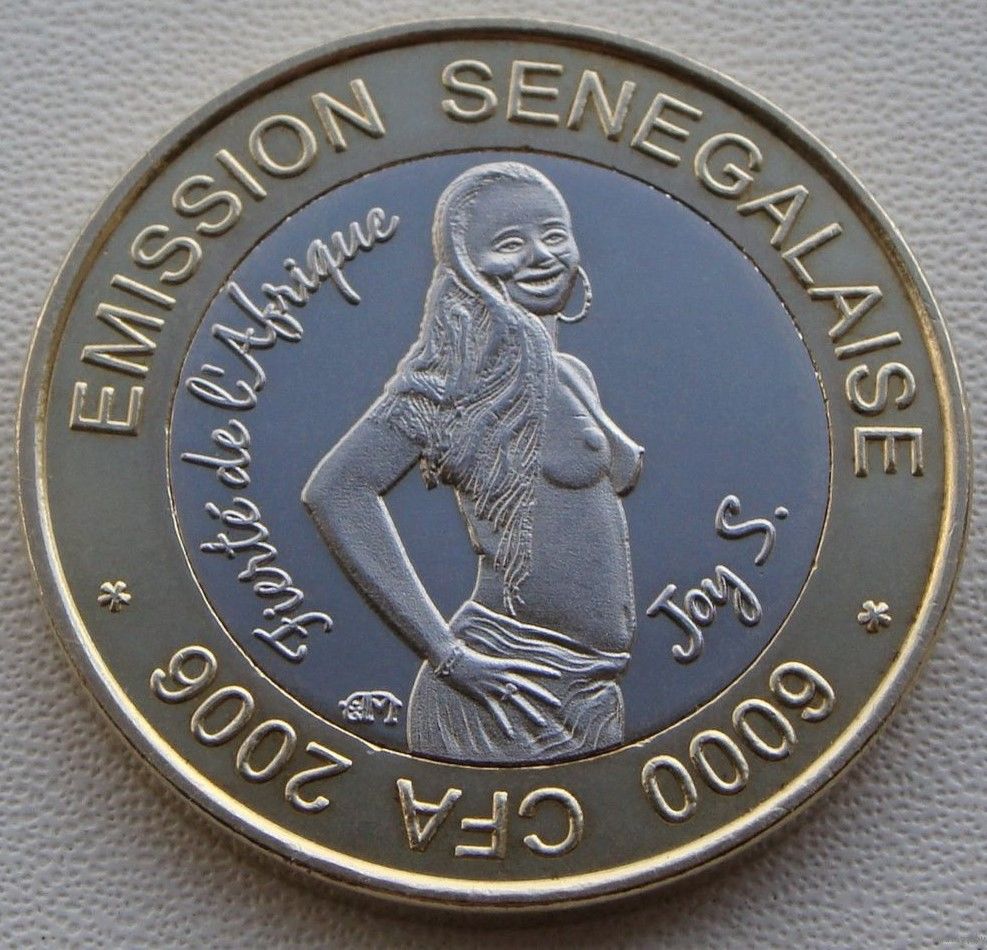 EMISSION SENEGALAISE
Fierté de l'Afrique
Joy S.
* 6000 CFA 2006 *